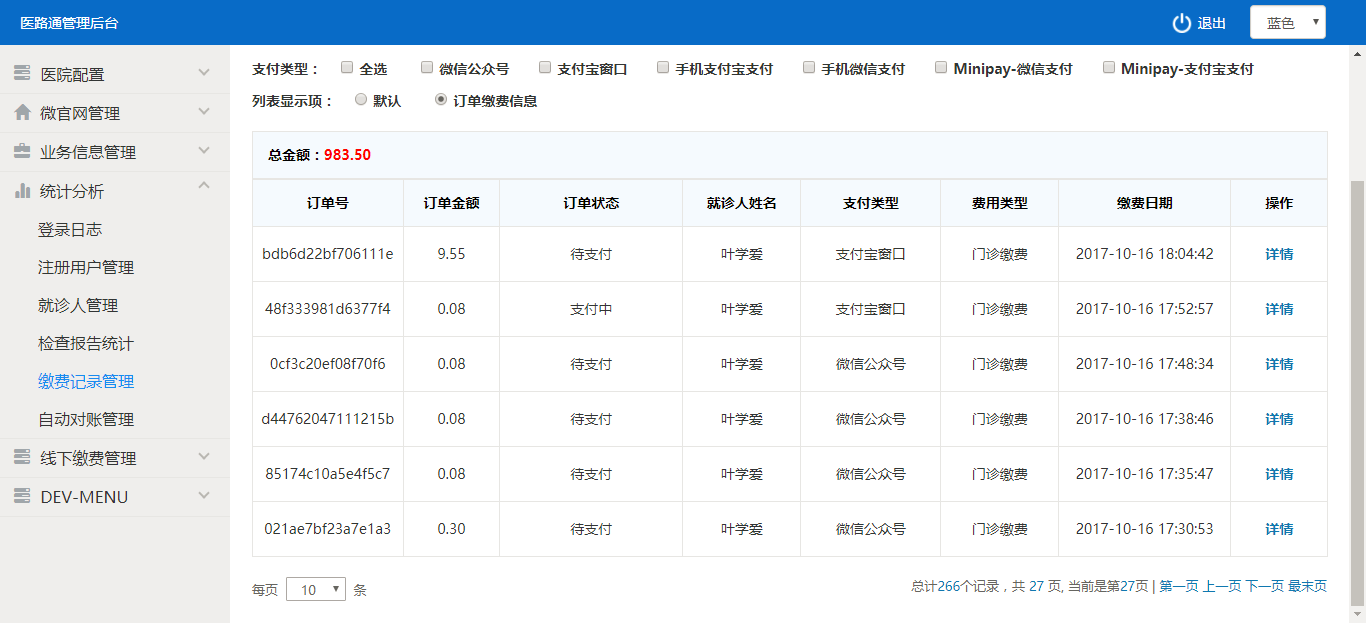 医路通管理后台 退出 蓝色
医院配置
微官网管理
业务信息管理
统计分析
登录日志
注册用户管理
就诊人管理
检查报告统计
缴费记录管理
自动对账管理
线下缴费管理
DEV-MENU
支付类型： 全选 微信公众号 支付宝窗口 手机支付宝支付 手机微信支付 Minipay-微信支付 Minipay-支付宝支付
列表显示项： 默认 订单缴费信息
总金额：983.50
订单号 订单金额 订单状态 就诊人姓名 支付类型 费用类型 缴费日期 操作
bdb6d22bf706111e 9.55 待支付 叶学爱 支付宝窗口 门诊缴费 2017-10-16 18:04:42 详情
48f333981d6377f4 0.08 支付中 叶学爱 支付宝窗口 门诊缴费 2017-10-16 17:52:57 详情
0cf3c20ef08f70f6 0.08 待支付 叶学爱 微信公众号 门诊缴费 2017-10-16 17:48:34 详情
d44762047111215b 0.08 待支付 叶学爱 微信公众号 门诊缴费 2017-10-16 17:38:46 详情
85174c10a5e4f5c7 0.08 待支付 叶学爱 微信公众号 门诊缴费 2017-10-16 17:35:47 详情
021ae7bf23a7e1a3 0.30 待支付 叶学爱 微信公众号 门诊缴费 2017-10-16 17:30:53 详情
每页 10 条 总计266个记录，共 27 页, 当前是第27页 | 第一页 上一页 下一页 最末页